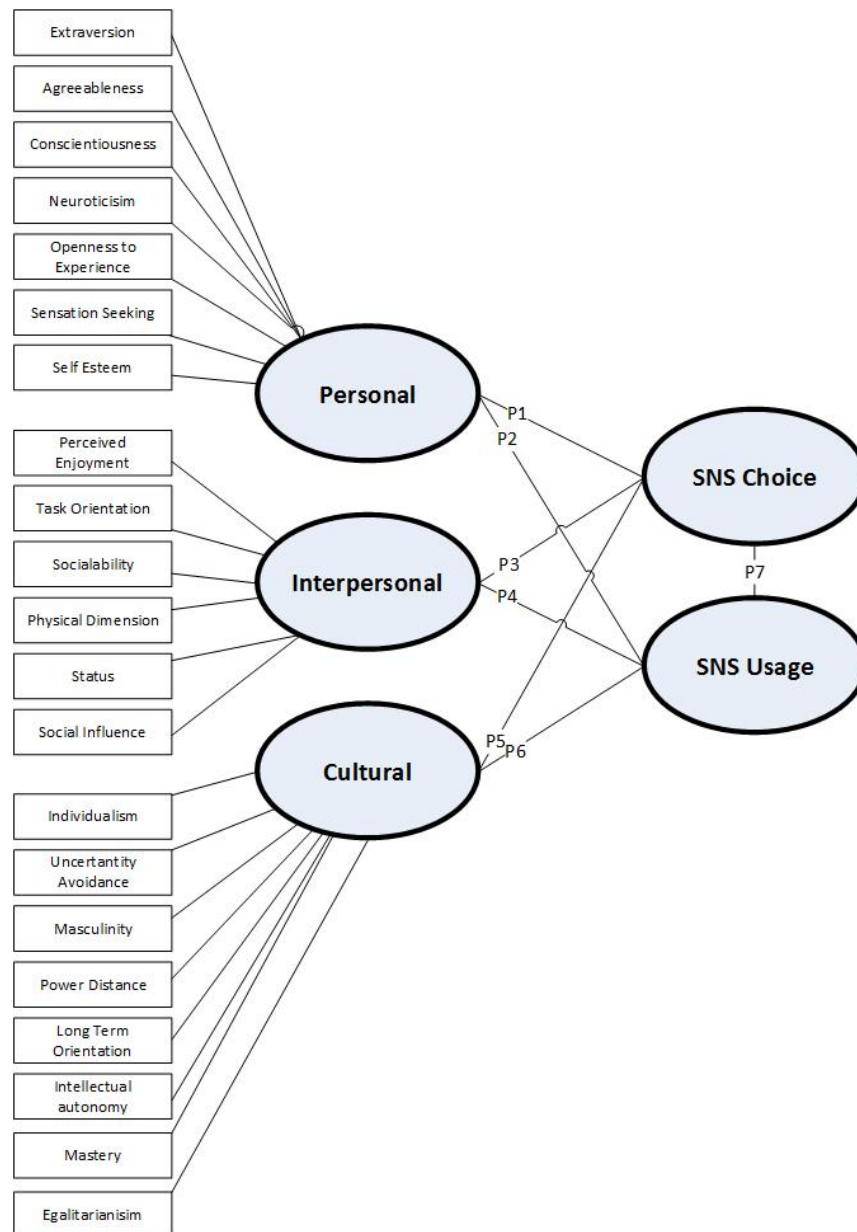 Extraversion
Agreeableness
Conscientiousness
Neuroticisim
Openness to
Experience
Sensation Seeking
Self Esteem
Personal
P1
P2
Perceived
Enjoyment
Task Orientation
Socialability
Physical Dimension
Status
Social Influence
Interpersonal
P3
P4
SNS Choice
P7
SNS Usage
Individualism
Uncertantity
Avoidance
Masculinity
Power Distance
Long Term
Orientation
Intellectual
autonomy
Mastery
Egalitarianisim
Cultural
P5
P6